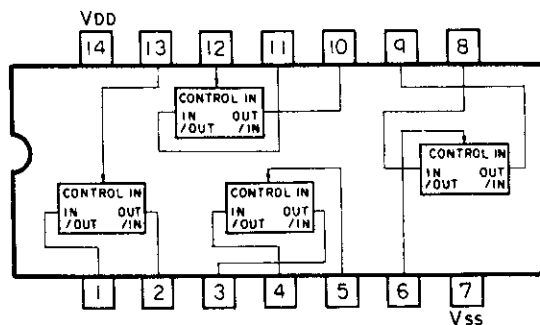 VDD
14 13 12 11 10 9 8
CONTROL IN
IN OUT
/OUT /IN
CONTROL IN
IN OUT
/OUT /IN
CONTROL IN
IN OUT
/OUT /IN
CONTROL IN
IN OUT
/OUT /IN
1 2 3 4 5 6 7
VSS